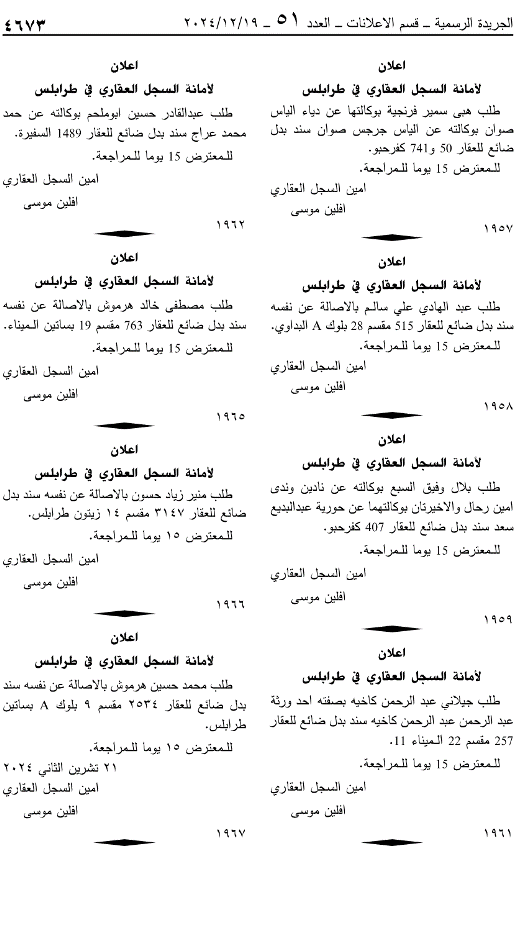 الجريدة الرسمية ــ قسم الاعلانات ــ العدد ٥١ ــ ٢٠٢٤/١٢/١٩
٤٦٧٣
اعلان
لأمانة السجل العقاري في طرابلس
طلب هبى سمير فرنجية بوكالتها عن دياء الياس
صوان بوكالته عن الياس جرجس صوان سند بدل
ضائع للعقار 50 و741 كفرحبو.
للمعترض 15 يوما للمراجعة.
امين السجل العقاري
افلين موسى
١٩٥٧
اعلان
لأمانة السجل العقاري في طرابلس
طلب عبد الهادي علي سالم بالاصالة عن نفسه
سند بدل ضائع للعقار 515 مقسم 28 بلوك A البداوي.
للمعترض 15 يوما للمراجعة.
امين السجل العقاري
افلين موسى
١٩٥٨
اعلان
لأمانة السجل العقاري في طرابلس
طلب بلال وفيق السبع بوكالته عن نادين وندى
امين رحال والاخيرتان بوكالتهما عن حورية عبدالبديع
سعد سند بدل ضائع للعقار 407 كفرحبو.
للمعترض 15 يوما للمراجعة.
امين السجل العقاري
افلين موسى
١٩٥٩
اعلان
لأمانة السجل العقاري في طرابلس
طلب جيلاني عبد الرحمن كاخيه بصفته احد ورثة
عبد الرحمن عبد الرحمن كاخيه سند بدل ضائع للعقار
257 مقسم 22 الميناء 11.
للمعترض 15 يوما للمراجعة.
امين السجل العقاري
افلين موسى
١٩٦١
اعلان
لأمانة السجل العقاري في طرابلس
طلب عبدالقادر حسين ابوملحم بوكالته عن حمد
محمد عراج سند بدل ضائع للعقار 1489 السفيرة.
للمعترض 15 يوما للمراجعة.
امين السجل العقاري
افلين موسى
١٩٦٢
اعلان
لأمانة السجل العقاري في طرابلس
طلب مصطفى خالد هرموش بالاصالة عن نفسه
سند بدل ضائع للعقار 763 مقسم 19 بساتين الميناء.
للمعترض 15 يوما للمراجعة.
امين السجل العقاري
افلين موسى
١٩٦٥
اعلان
لأمانة السجل العقاري في طرابلس
طلب منير زياد حسون بالاصالة عن نفسه سند بدل
ضائع للعقار ٣١٤٧ مقسم ١٤ زيتون طرابلس.
للمعترض ١٥ يوما للمراجعة.
امين السجل العقاري
افلين موسى
١٩٦٦
اعلان
لأمانة السجل العقاري في طرابلس
طلب محمد حسين هرموش بالاصالة عن نفسه سند
بدل ضائع للعقار ٢٥٣٤ مقسم ٩ بلوك A بساتين
طرابلس.
للمعترض ١٥ يوما للمراجعة.
٢١ تشرين الثاني ٢٠٢٤
امين السجل العقاري
افلين موسى
١٩٦٧